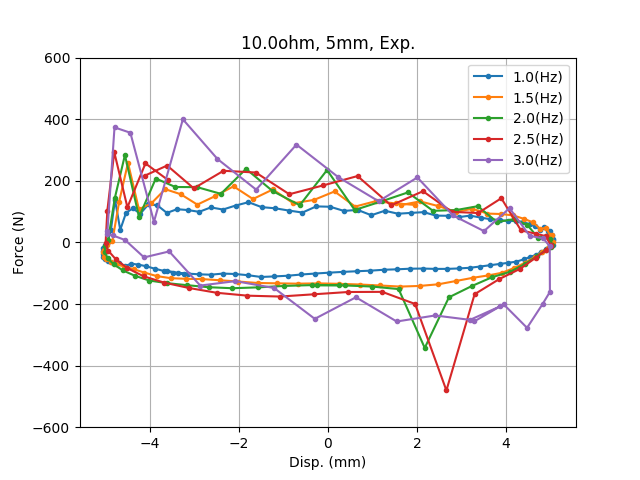 10.0ohm, 5mm, Exp.
600
400
200
0
−200
−400
−600
Force (N)
−4
−2
0
2
4
Disp. (mm)
1.0(Hz)
1.5(Hz)
2.0(Hz)
2.5(Hz)
3.0(Hz)